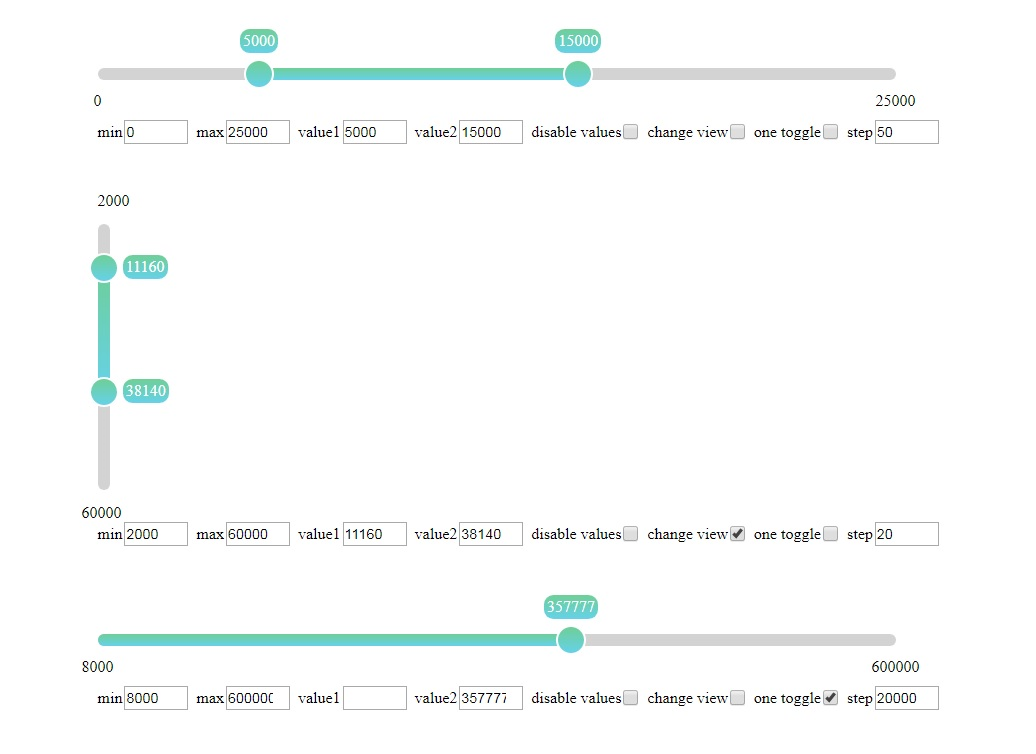 5000 15000
0 25000
min 0 max 25000 value1 5000 value2 15000 disable values change view one toggle step 50
2000
11160
38140
60000
min 2000 max 60000 value1 11160 value2 38140 disable values change view one toggle step 20
357777
8000 600000
min 8000 max 600000 value1 value2 357777 disable values change view one toggle step 20000